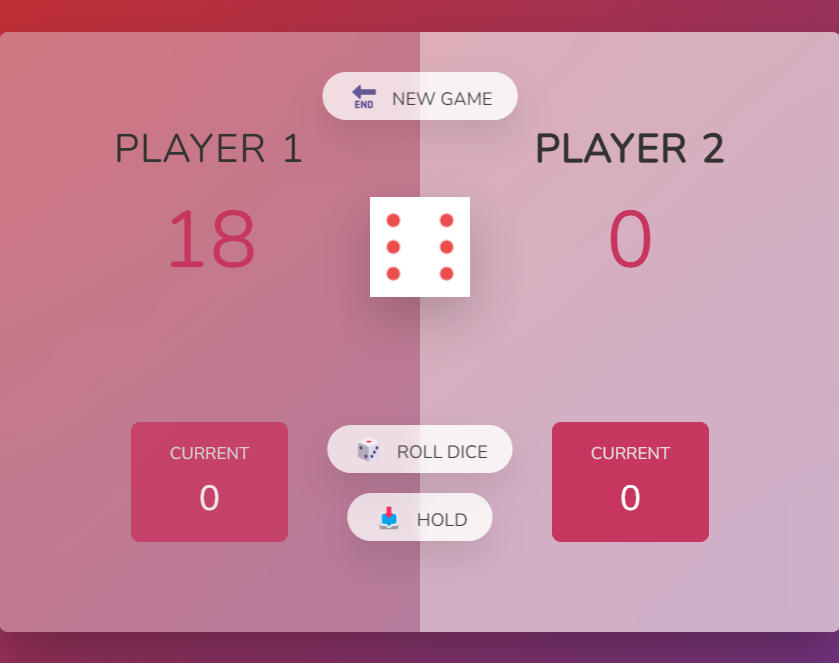 END NEW GAME
PLAYER 1
18
CURRENT
0
PLAYER 2
0
CURRENT
0
ROLL DICE
HOLD